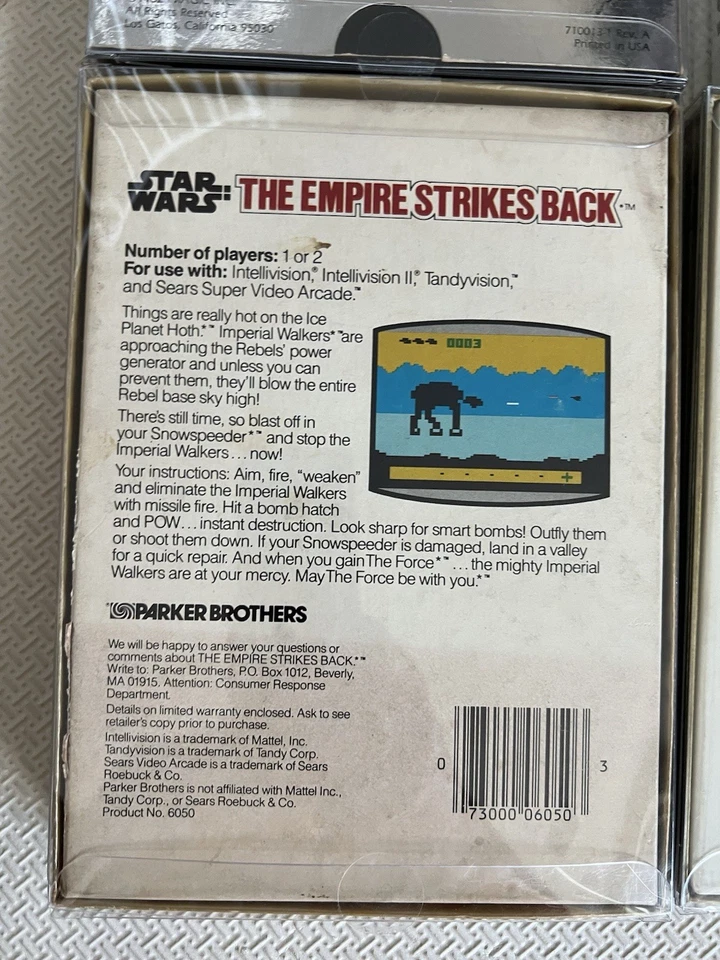 All Rights Reserved
Los Gatos, California 95030
Rev. A
Printed in USA
STAR WARS: THE EMPIRE STRIKES BACK•™
Number of players: 1 or 2
For use with: Intellivision,® Intellivision II,® Tandyvision,™
and Sears Super Video Arcade.™
Things are really hot on the Ice
Planet Hoth.*™ Imperial Walkers*™are
approaching the Rebels' power
generator and unless you can
prevent them, they'll blow the entire
Rebel base sky high!
There's still time, so blast off in
your Snowspeeder*™ and stop the
Imperial Walkers...now!
Your instructions: Aim, fire, “weaken”
and eliminate the Imperial Walkers
with missile fire. Hit a bomb hatch
and POW...instant destruction. Look sharp for smart bombs! Outfly them
or shoot them down. If your Snowspeeder is damaged, land in a valley
for a quick repair. And when you gain The Force*™...the mighty Imperial
Walkers are at your mercy. May The Force be with you.*™
0003
PARKER BROTHERS
We will be happy to answer your questions or
comments about THE EMPIRE STRIKES BACK.*™
Write to: Parker Brothers, P.O. Box 1012, Beverly,
MA 01915. Attention: Consumer Response
Department.
Details on limited warranty enclosed. Ask to see
retailer's copy prior to purchase.
Intellivision is a trademark of Mattel, Inc.
Tandyvision is a trademark of Tandy Corp.
Sears Video Arcade is a trademark of Sears
Roebuck & Co.
Parker Brothers is not affiliated with Mattel Inc.,
Tandy Corp., or Sears Roebuck & Co.
Product No. 6050
0 73000 06050 3